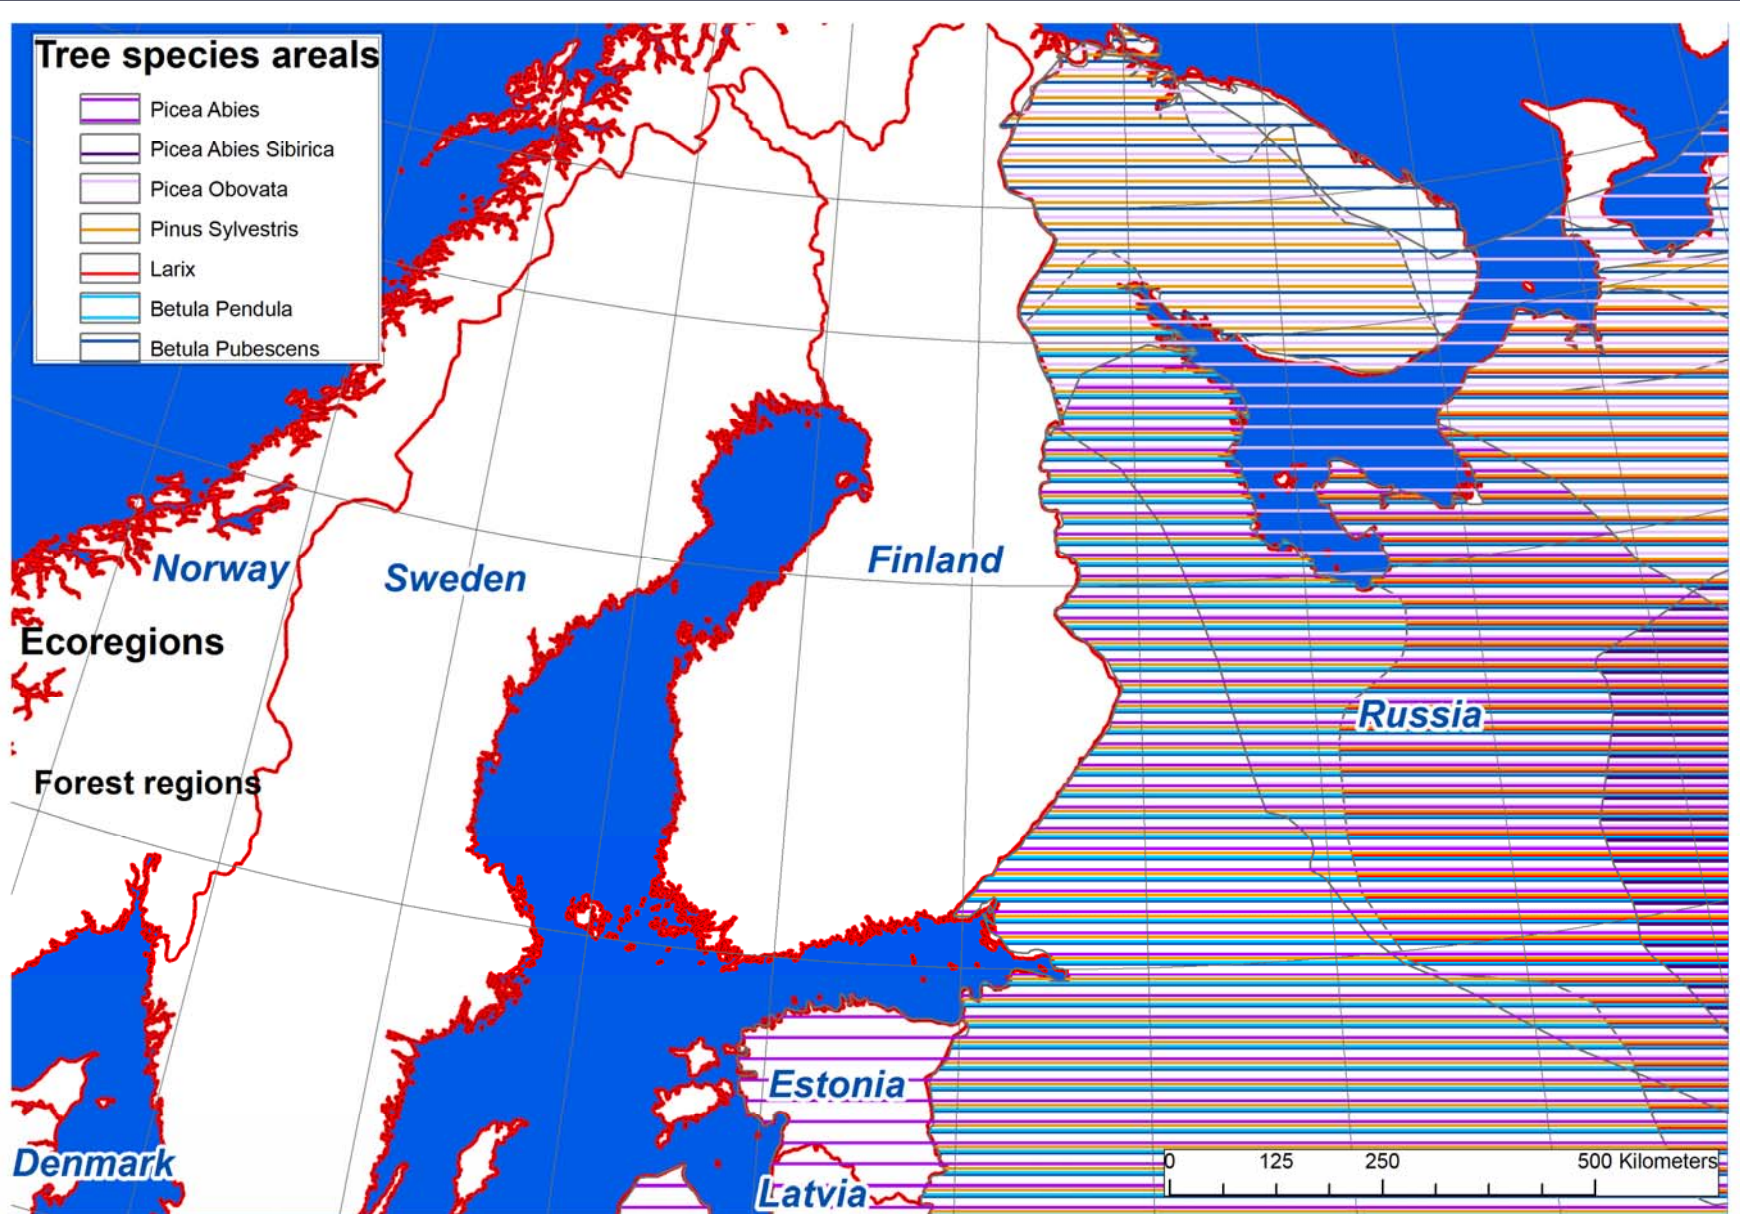 Tree species areals
Picea Abies
Picea Abies Sibirica
Picea Obovata
Pinus Sylvestris
Larix
Betula Pendula
Betula Pubescens
Norway
Sweden
Finland
Ecoregions
Russia
Forest regions
Estonia
Denmark
Latvia
0 125 250 500 Kilometers